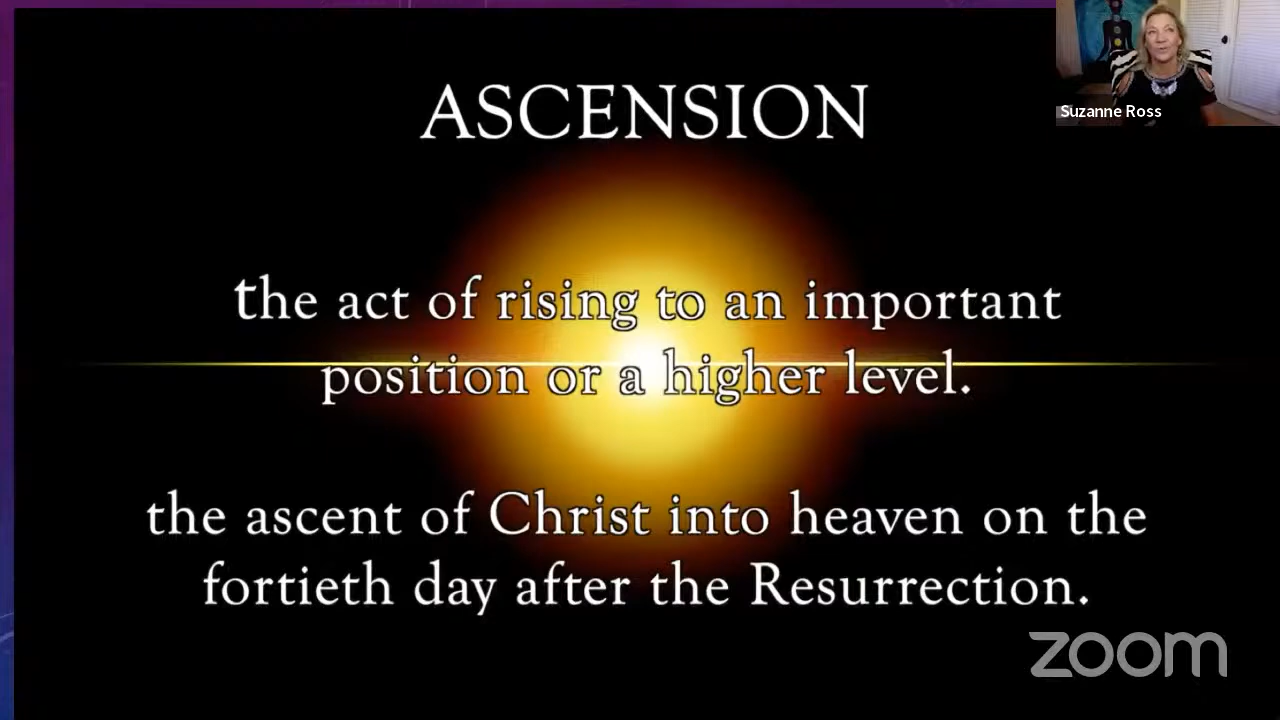 Suzanne Ross
ASCENSION
the act of rising to an important
position or a higher level.
the ascent of Christ into heaven on the
fortieth day after the Resurrection.
zoom